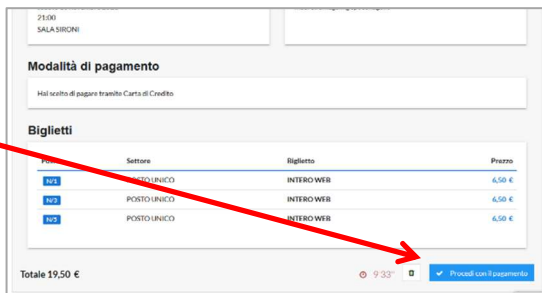 21:00
SALA SIRONI
Modalità di pagamento
Hai scelto di pagare tramite Carta di Credito
Biglietti
Settore Biglietto Prezzo
N/1 POSTO UNICO INTERO WEB 6,50 €
N/3 POSTO UNICO INTERO WEB 6,50 €
N/5 POSTO UNICO INTERO WEB 6,50 €
Totale 19,50 € 9'33" Procedi con il pagamento